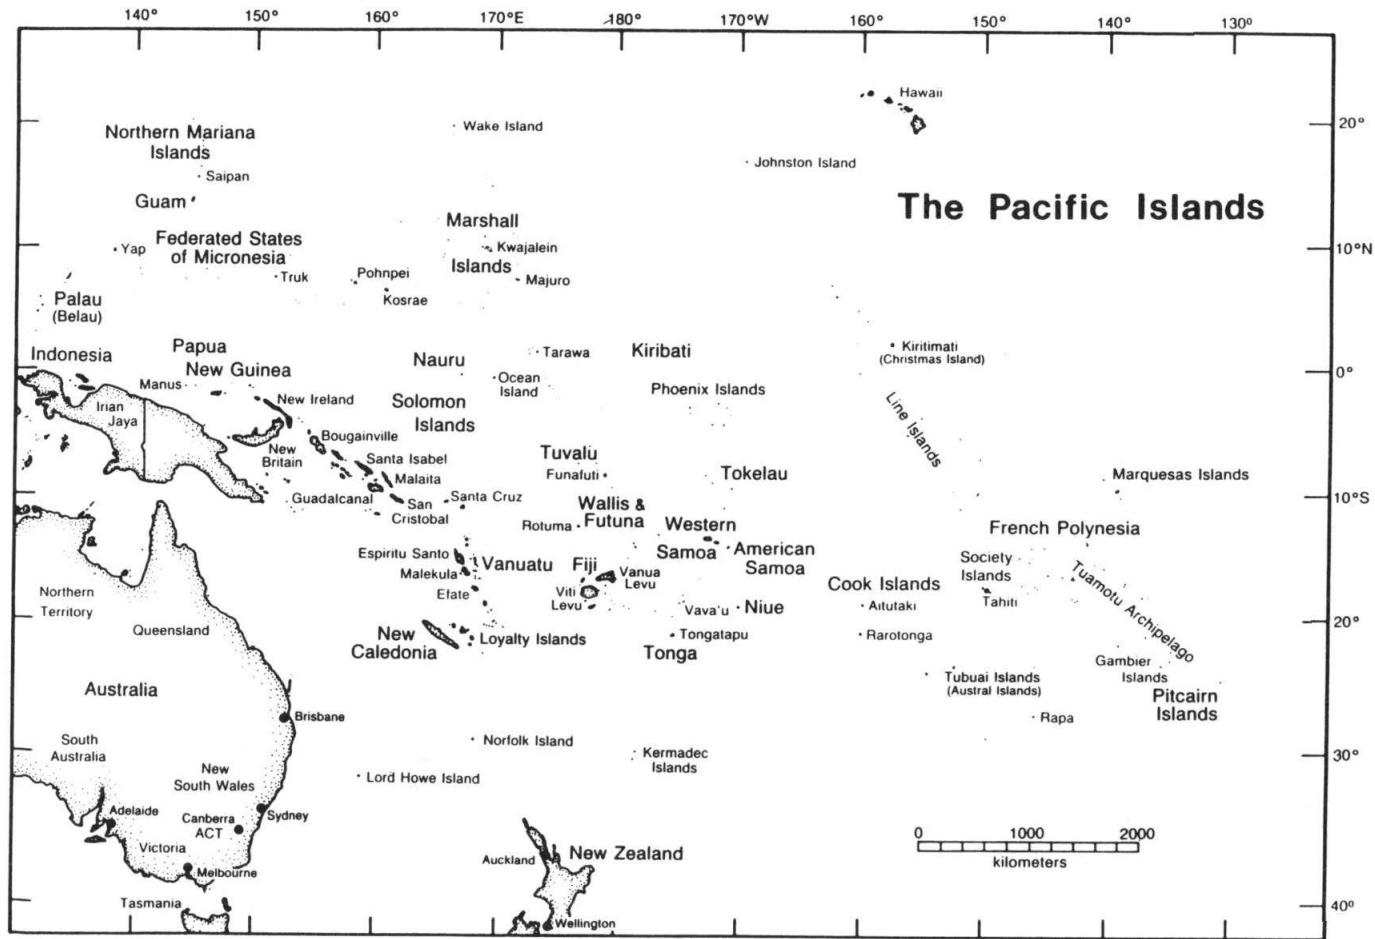 140°
150°
160°
170°E
180°
170°W
160°
150°
140°
130°
Hawaii
20°
Northern Mariana
Islands
Wake Island
Johnston Island
Saipan
Guam
The Pacific Islands
Marshall
Islands
Yap
Federated States
of Micronesia
Kwajalein
10°N
Truk
Pohnpei
Kosrae
Majuro
Palau
(Belau)
Indonesia
Papua
New Guinea
Nauru
Tarawa
Kiribati
Kiritimati
(Christmas Island)
0°
Manus
Ocean
Island
Phoenix Islands
Irian
Jaya
New Ireland
Solomon
Islands
Line Islands
Bougainville
New
Britain
Santa Isabel
Tuvalu
Funafuti
Tokelau
Marquesas Islands
Malaita
Guadalcanal
San
Cristobal
Santa Cruz
10°S
Wallis &
Futuna
Rotuma
Western
Samoa
French Polynesia
Espiritu Santo
Vanuatu
Fiji
American
Samoa
Society
Islands
Malekula
Vanua
Levu
Tuamotu Archipelago
Northern
Territory
Efate
Viti
Levu
Vava'u
Niue
Cook Islands
Aitutaki
Tahiti
20°
Queensland
New
Caledonia
Loyalty Islands
Tongatapu
Tonga
Rarotonga
Gambier
Islands
Australia
Tubuai Islands
(Austral Islands)
Pitcairn
Islands
Brisbane
Rapa
South
Australia
Norfolk Island
Kermadec
Islands
30°
New
South Wales
Lord Howe Island
Adelaide
Canberra
ACT
Sydney
0 1000 2000
kilometers
Victoria
Melbourne
Auckland
New Zealand
Tasmania
Wellington
40°